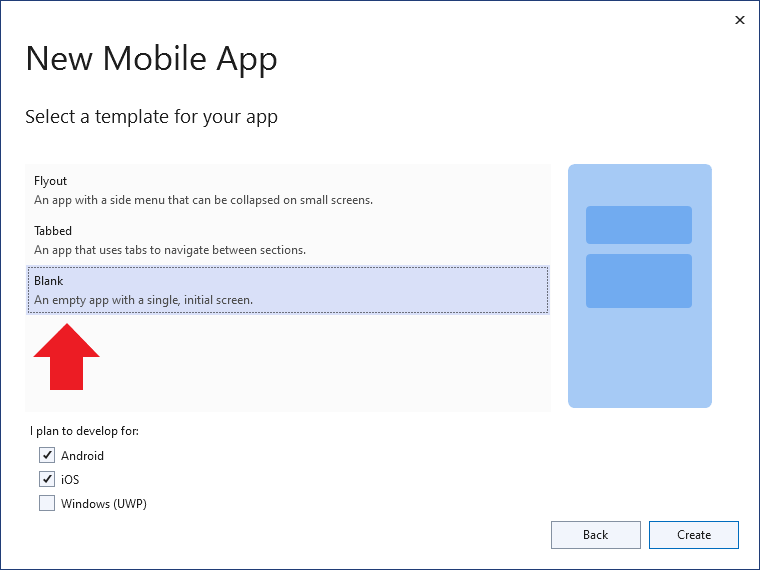 New Mobile App
Select a template for your app
Flyout
An app with a side menu that can be collapsed on small screens.
Tabbed
An app that uses tabs to navigate between sections.
Blank
An empty app with a single, initial screen.
I plan to develop for:
Android
iOS
Windows (UWP)
Back
Create